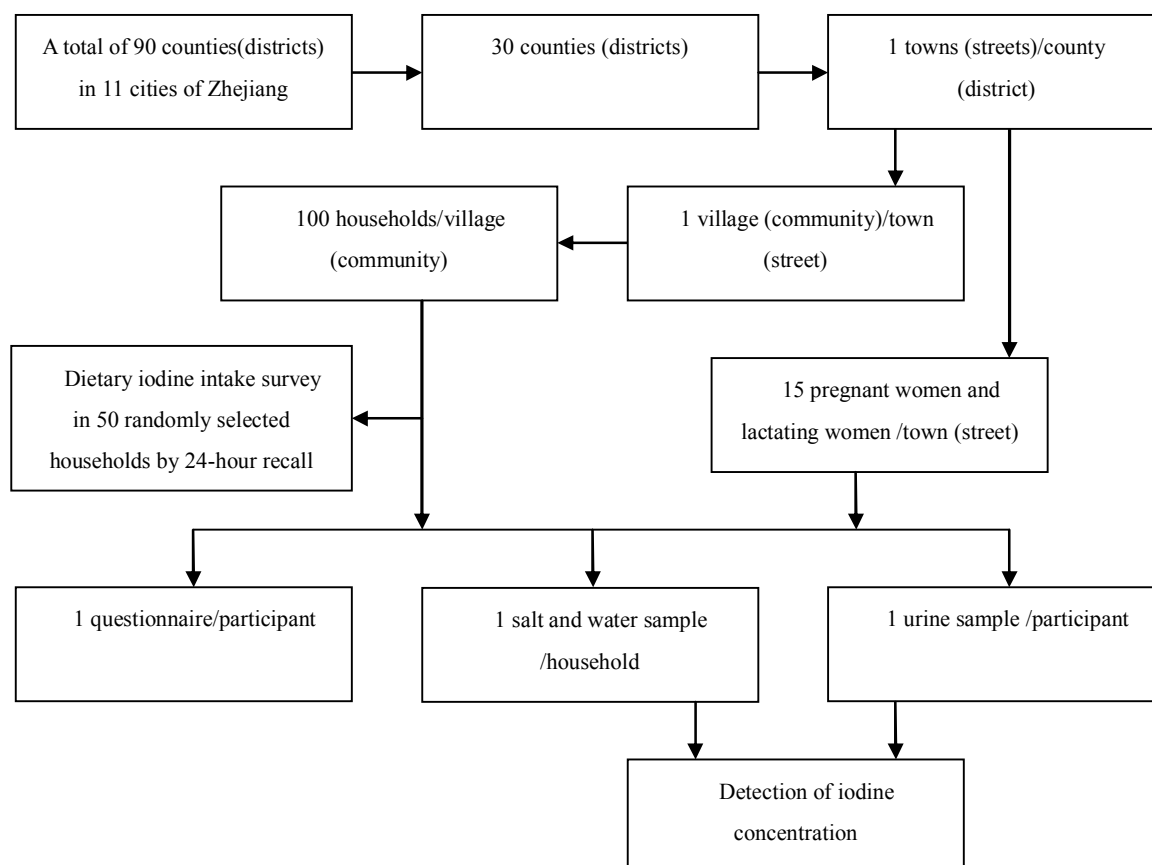 A total of 90 counties(districts)
in 11 cities of Zhejiang
30 counties (districts)
1 towns (streets)/county
(district)
100 households/village
(community)
1 village (community)/town
(street)
Dietary iodine intake survey
in 50 randomly selected
households by 24-hour recall
15 pregnant women and
lactating women /town (street)
1 questionnaire/participant
1 salt and water sample
/household
1 urine sample /participant
Detection of iodine
concentration